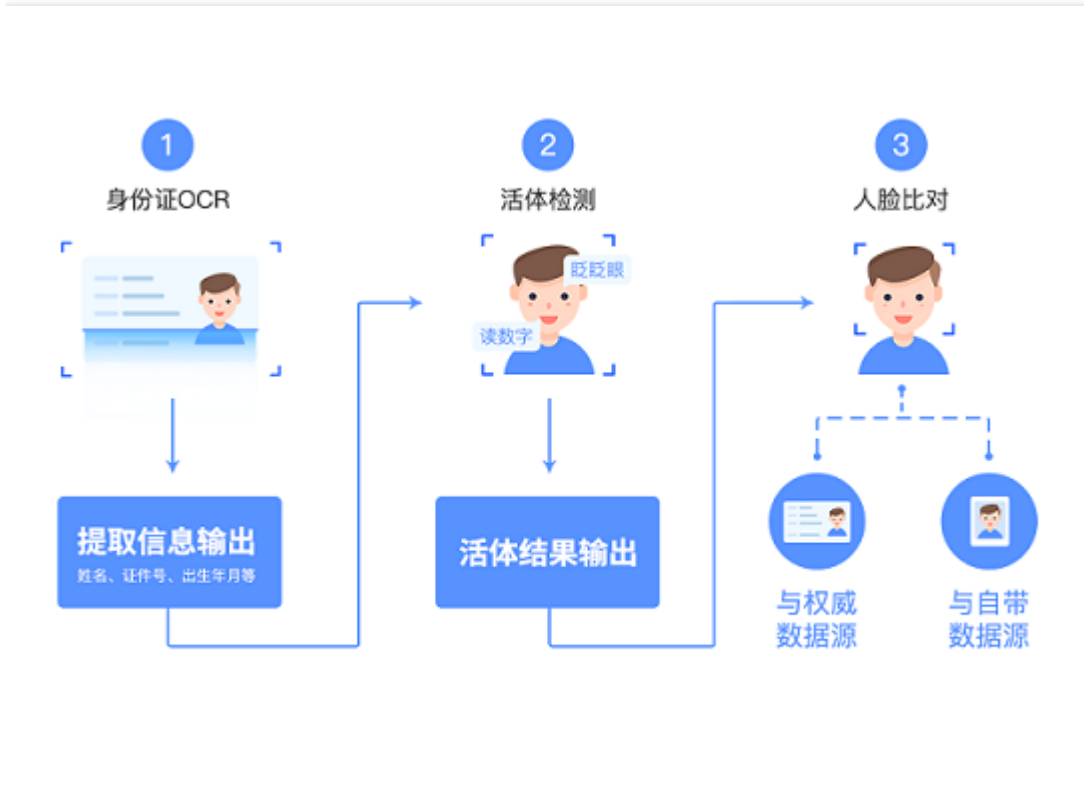 1
身份证OCR
提取信息输出
姓名、证件号、出生年月等
2
活体检测
眨眨眼
读数字
活体结果输出
3
人脸比对
与权威
数据源
与自带
数据源